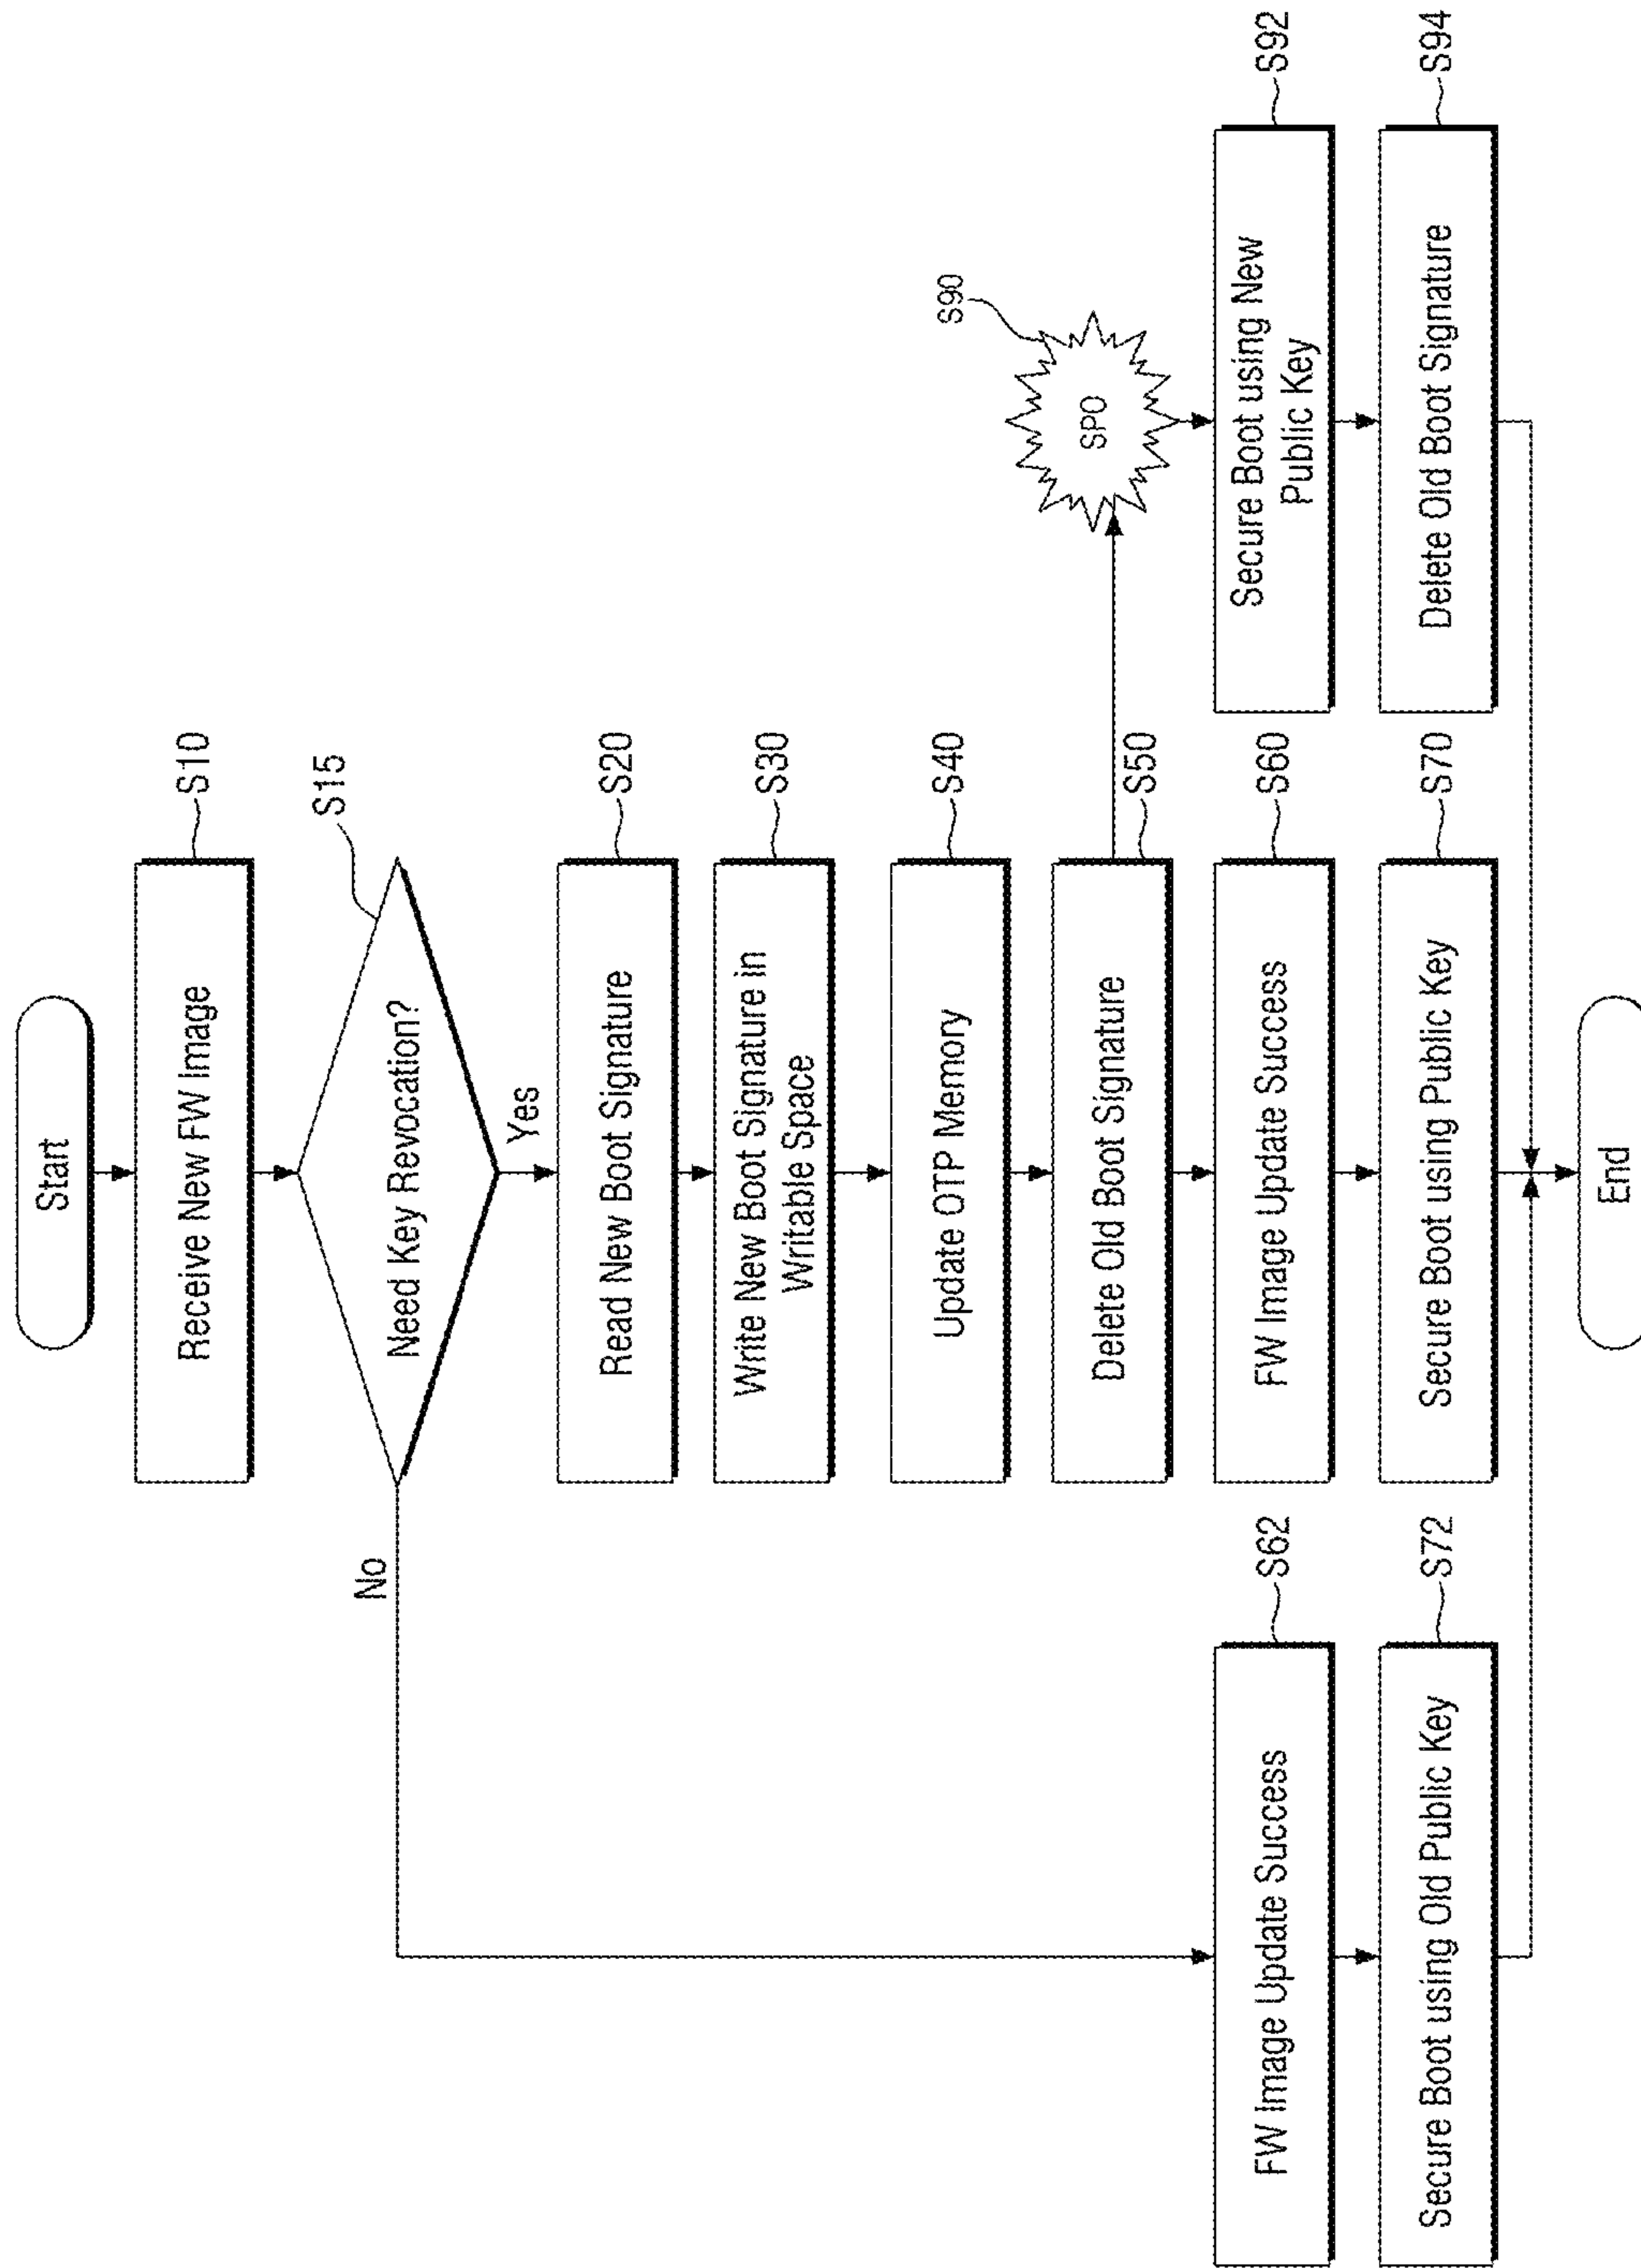 Start
Receive New FW Image
S10
Need Key Revocation?
S15
No
Yes
Read New Boot Signature
S20
Write New Boot Signature in
Writable Space
S30
Update OTP Memory
S40
Delete Old Boot Signature
S50
SPO
S90
FW Image Update Success
S62
FW Image Update Success
S60
Secure Boot using New
Public Key
S92
Secure Boot using Old Public Key
S72
Secure Boot using Public Key
S70
Delete Old Boot Signature
S94
End